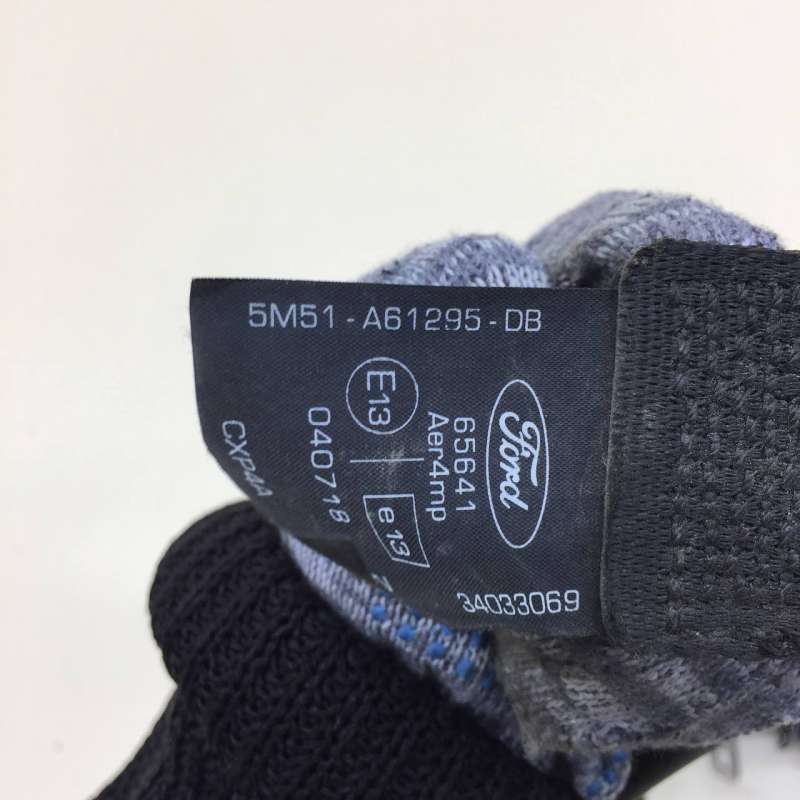 5M51-A61295-DB
Ford
65641
Aer4mp
E13
040718
e13
CXP4A
34033069